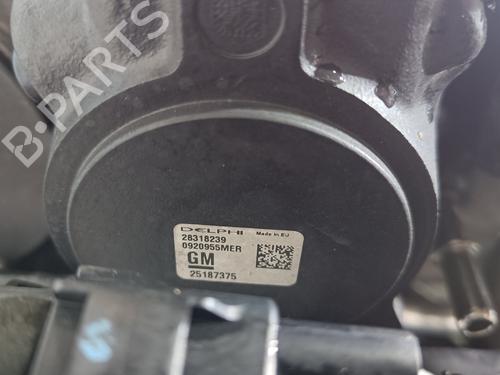 B-PARTS
DELPHI Made in EU
28318239
0920955MER
GM
25187375